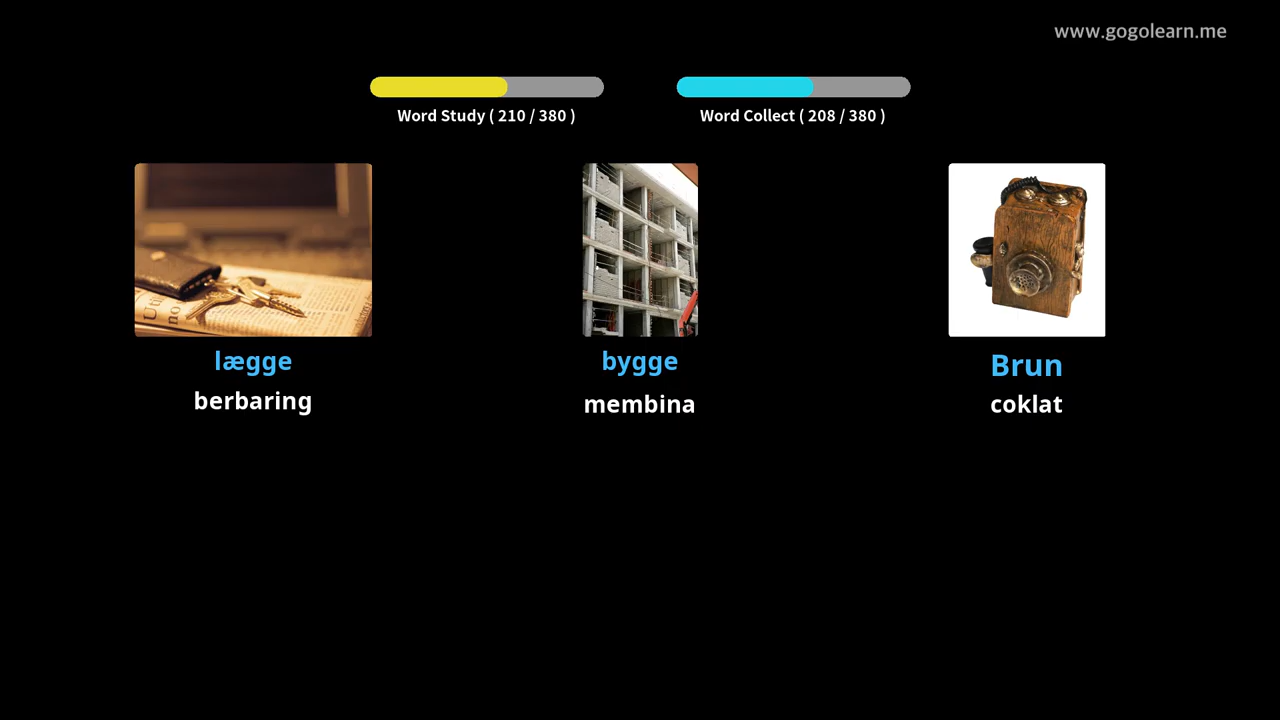 www.gogolearn.me
Word Study ( 210 / 380 )
Word Collect ( 208 / 380 )
lægge
bygge
Brun
berbaring
membina
coklat